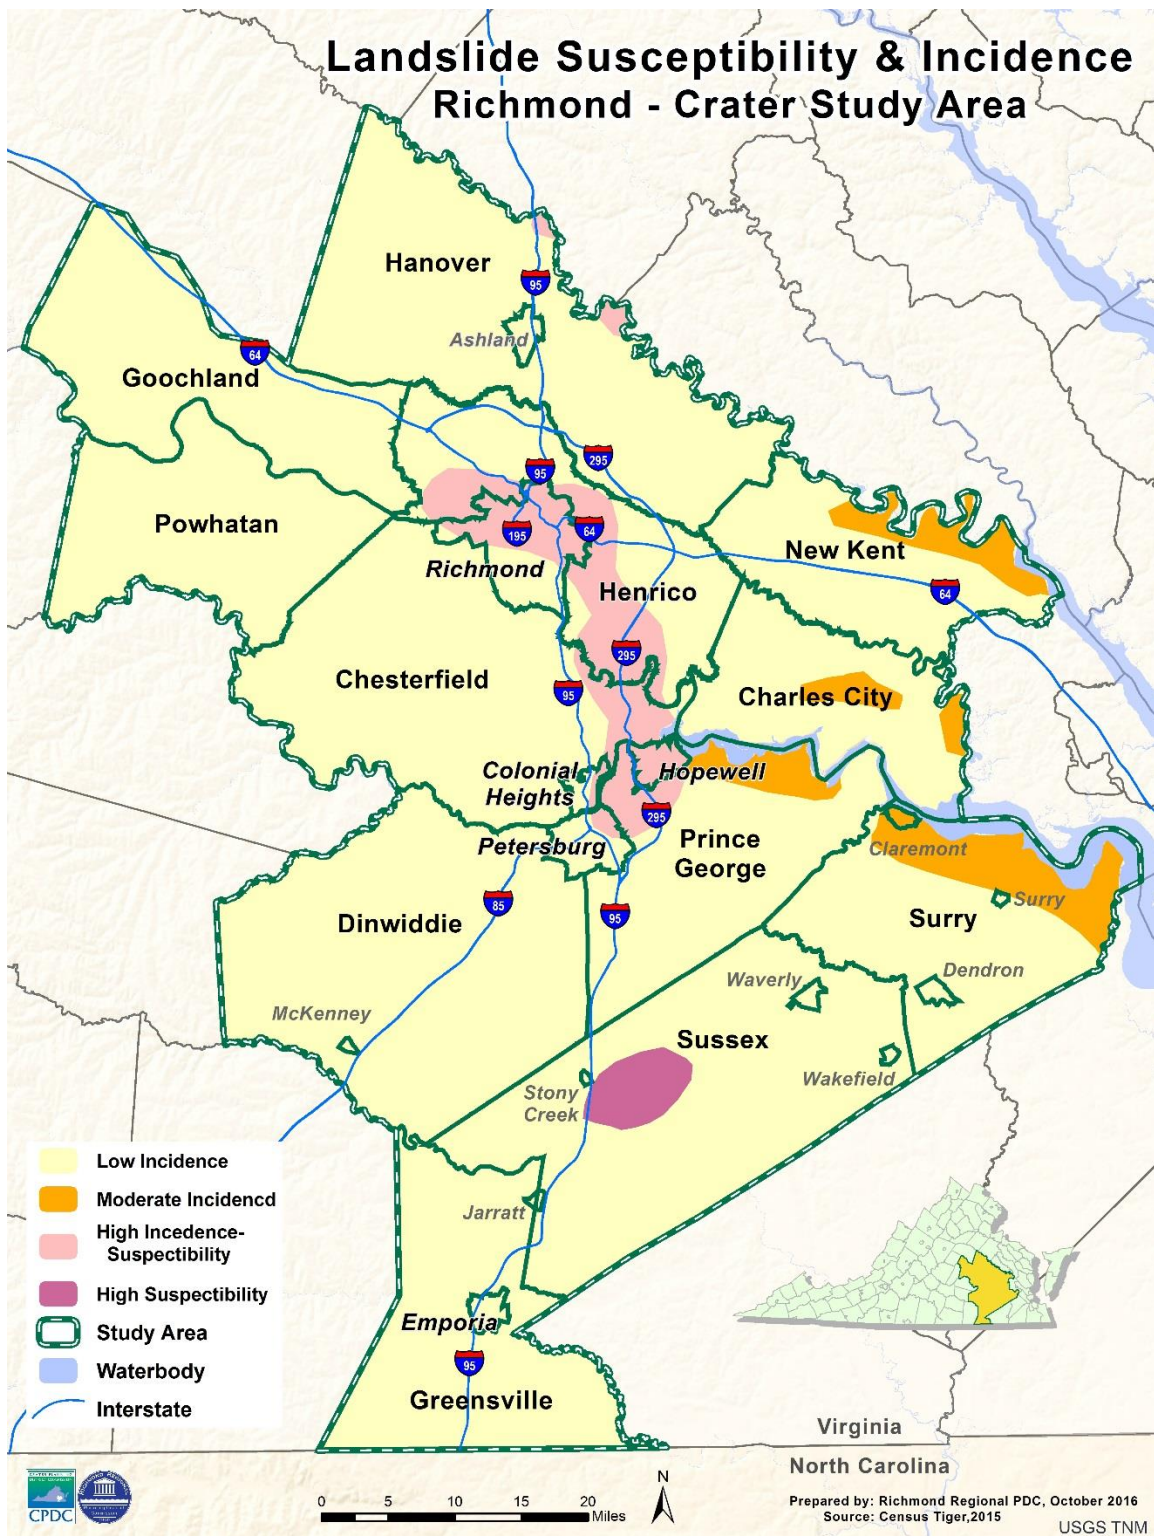 Landslide Susceptibility & Incidence
Richmond - Crater Study Area
Hanover
95
Ashland
64
Goochland
95
295
Powhatan
195
64
New Kent
Richmond
Henrico
64
295
Chesterfield
95
Charles City
Colonial
Heights
Hopewell
295
Petersburg
Prince
George
Claremont
85
95
Dinwiddie
Surry
Surry
Waverly
Dendron
McKenney
Sussex
Wakefield
Stony
Creek
Jarratt
Emporia
95
Greensville
Low Incidence
Moderate Incidencd
High Incedence-
Suspectibility
High Suspectibility
Study Area
Waterbody
Interstate
Virginia
North Carolina
CPDC
N
0 5 10 15 20
Miles
Prepared by: Richmond Regional PDC, October 2016
Source: Census Tiger,2015
USGS TNM